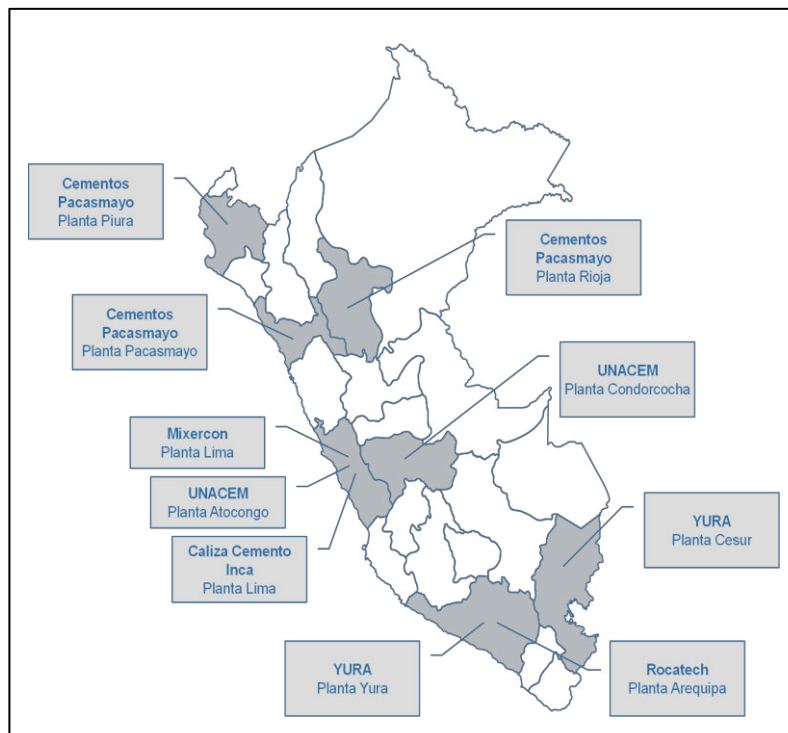 Cementos
Pacasmayo
Planta Piura
Cementos
Pacasmayo
Planta Rioja
Cementos
Pacasmayo
Planta Pacasmayo
UNACEM
Planta Condorcocha
Mixercon
Planta Lima
UNACEM
Planta Atocongo
Caliza Cemento
Inca
Planta Lima
YURA
Planta Cesur
YURA
Planta Yura
Rocatech
Planta Arequipa